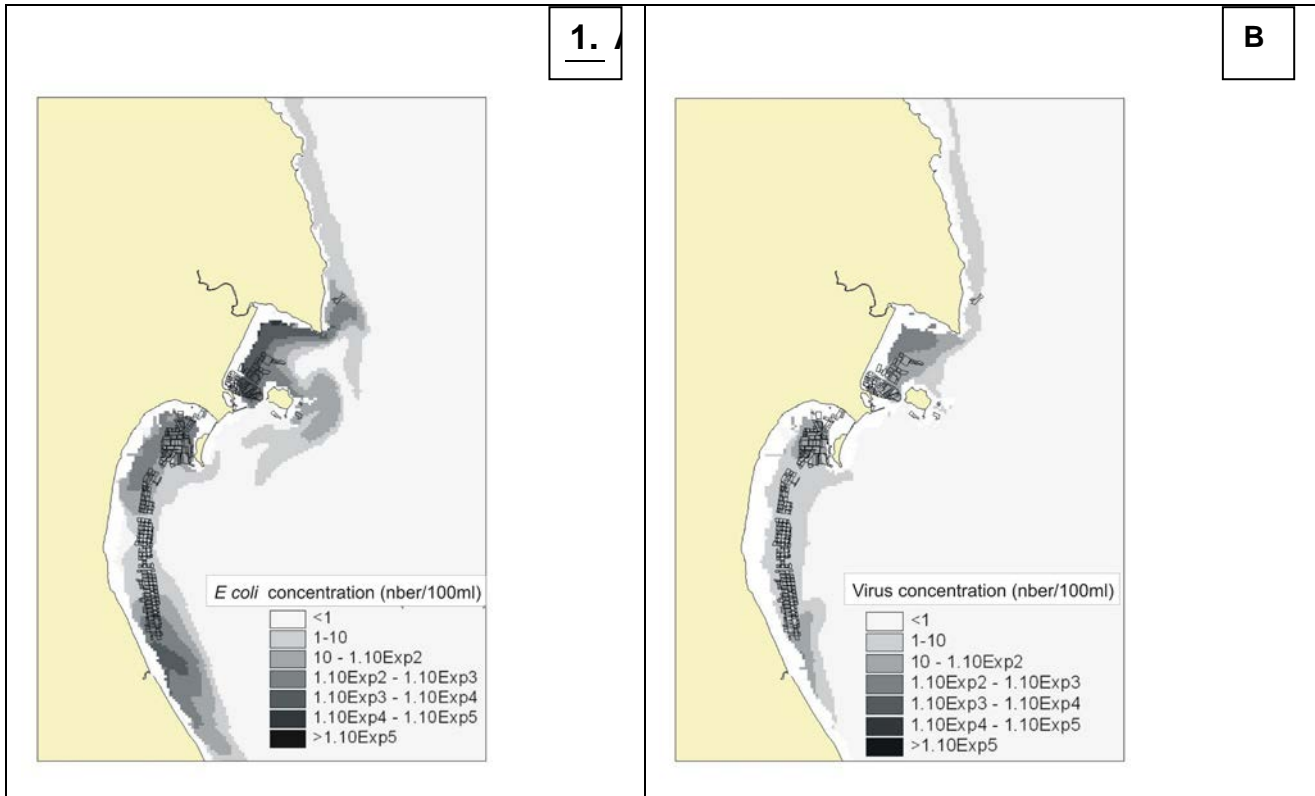 1.
B
E coli concentration (nber/100ml)
<1
1-10
10 - 1.10Exp2
1.10Exp2 - 1.10Exp3
1.10Exp3 - 1.10Exp4
1.10Exp4 - 1.10Exp5
>1.10Exp5
Virus concentration (nber/100ml)
<1
1-10
10 - 1.10Exp2
1.10Exp2 - 1.10Exp3
1.10Exp3 - 1.10Exp4
1.10Exp4 - 1.10Exp5
>1.10Exp5